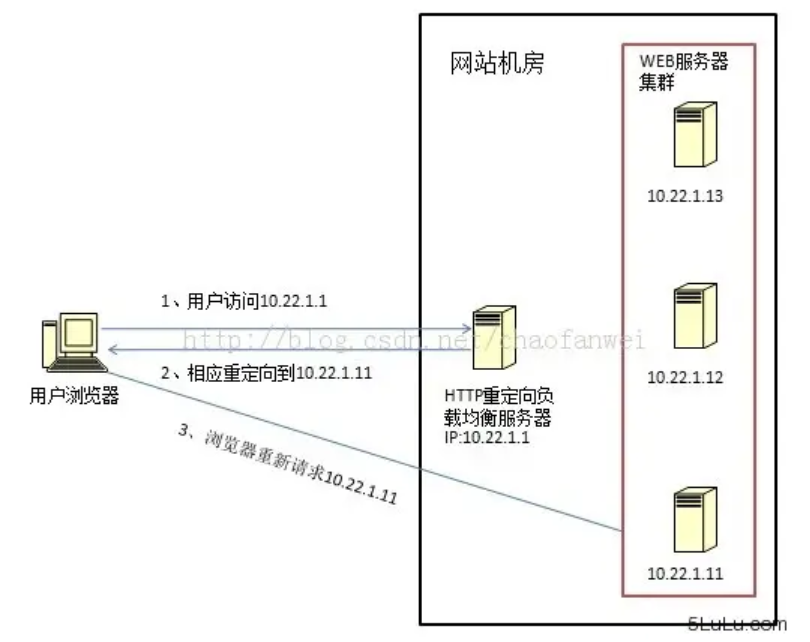 网站机房
WEB服务器
集群
10.22.1.13
1、用户访问10.22.1.1
http://blog.csdn.net/chaofanwei
2、相应重定向到10.22.1.11
用户浏览器
HTTP重定向负
载均衡服务器
IP:10.22.1.1
10.22.1.12
3、浏览器重新请求10.22.1.11
10.22.1.11
5LuLu.com